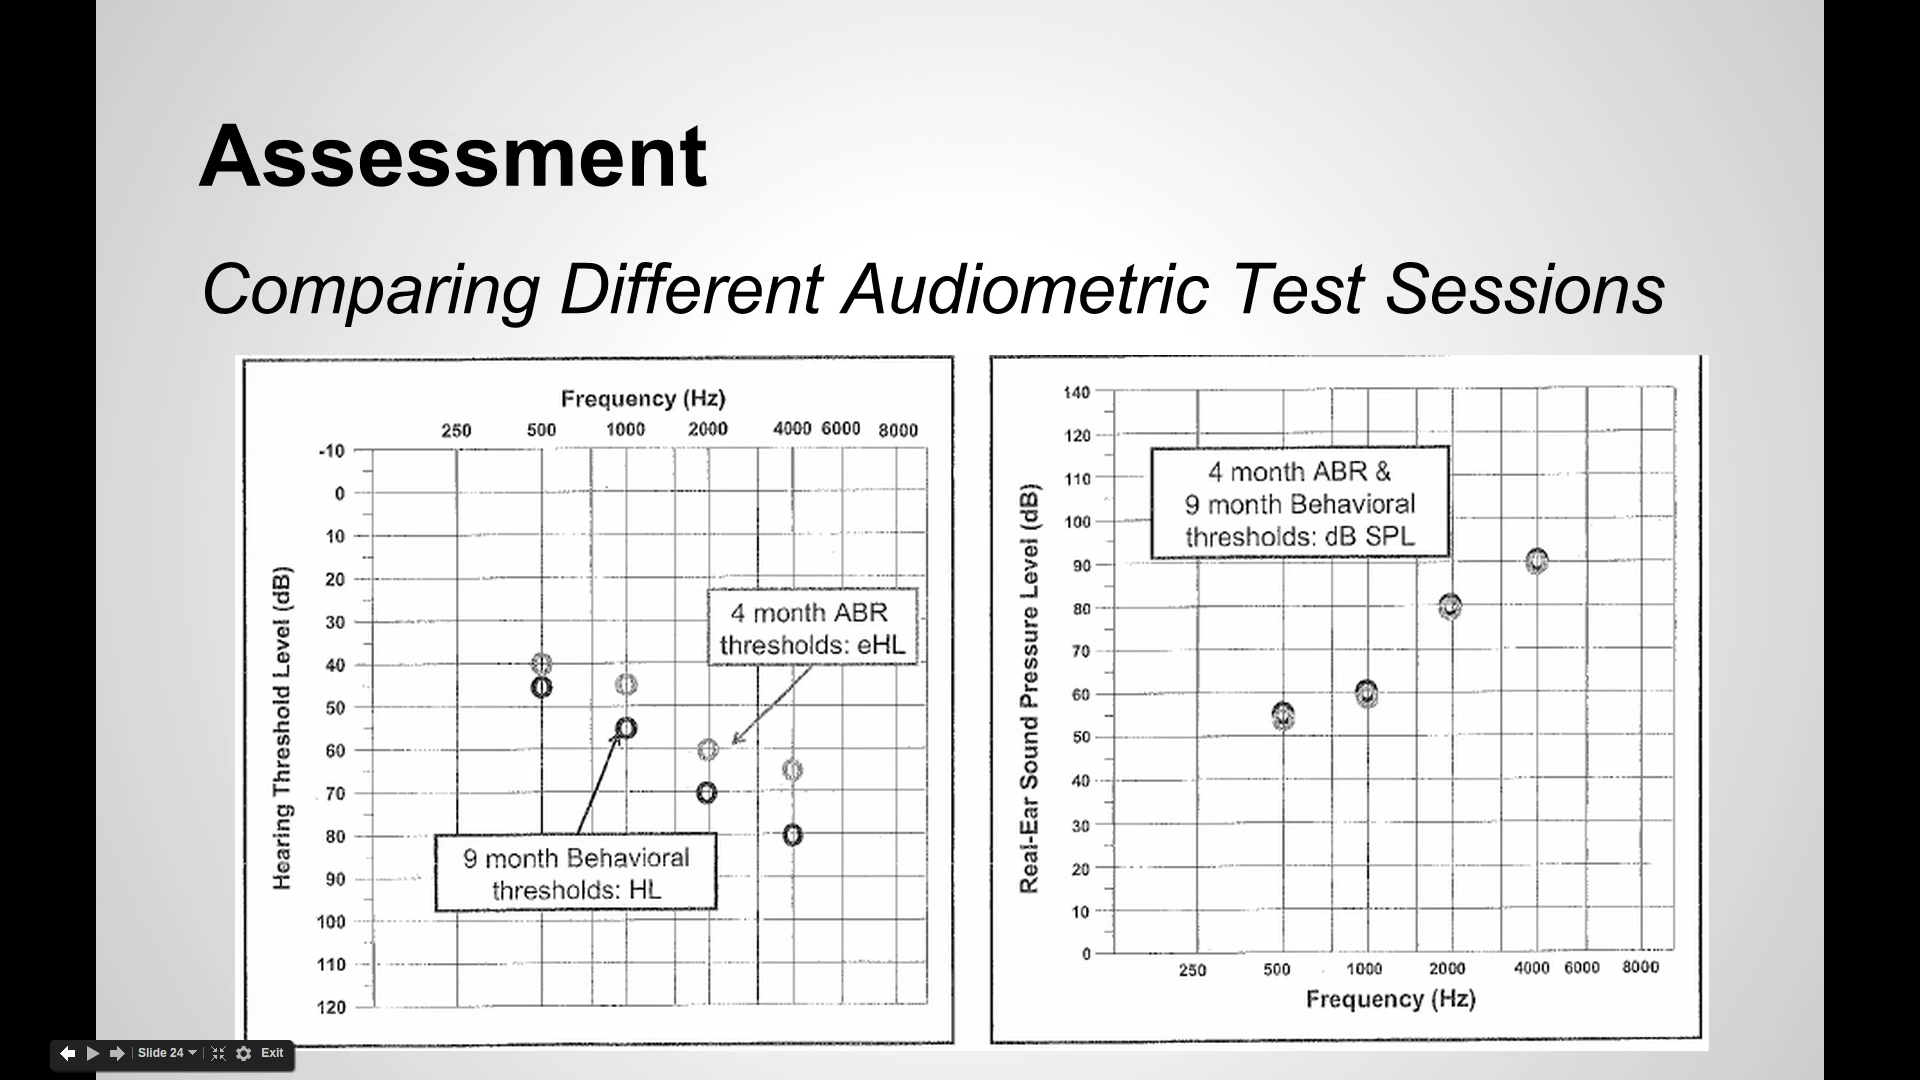 Assessment
Comparing Different Audiometric Test Sessions
Frequency (Hz)
250 500 1000 2000 4000 6000 8000
Hearing Threshold Level (dB)
-10
0
10
20
30
40
50
60
70
80
90
100
110
120
4 month ABR
thresholds: eHL
9 month Behavioral
thresholds: HL
Real-Ear Sound Pressure Level (dB)
140
120
110
100
90
80
70
60
50
40
30
20
10
0
4 month ABR &
9 month Behavioral
thresholds: dB SPL
250 500 1000 2000 4000 6000 8000
Frequency (Hz)
Slide 24 Exit